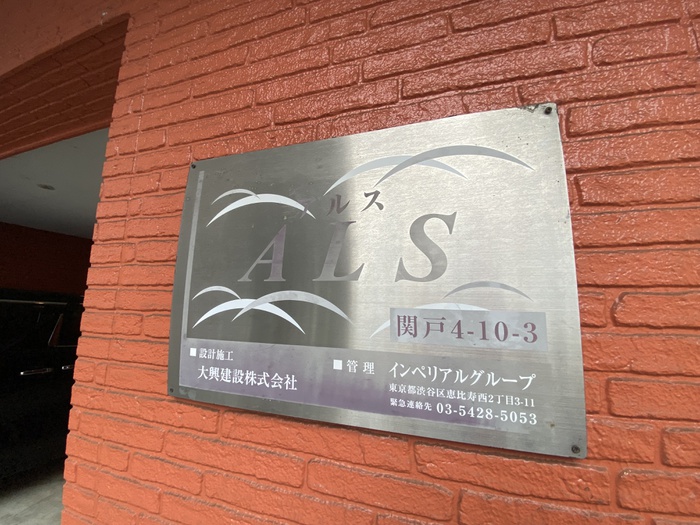 ルス
ALS
関戸4-10-3
■ 設計施工
大興建設株式会社
■ 管理 インペリアルグループ
東京都渋谷区恵比寿西2丁目3-11
緊急連絡先 03-5428-5053